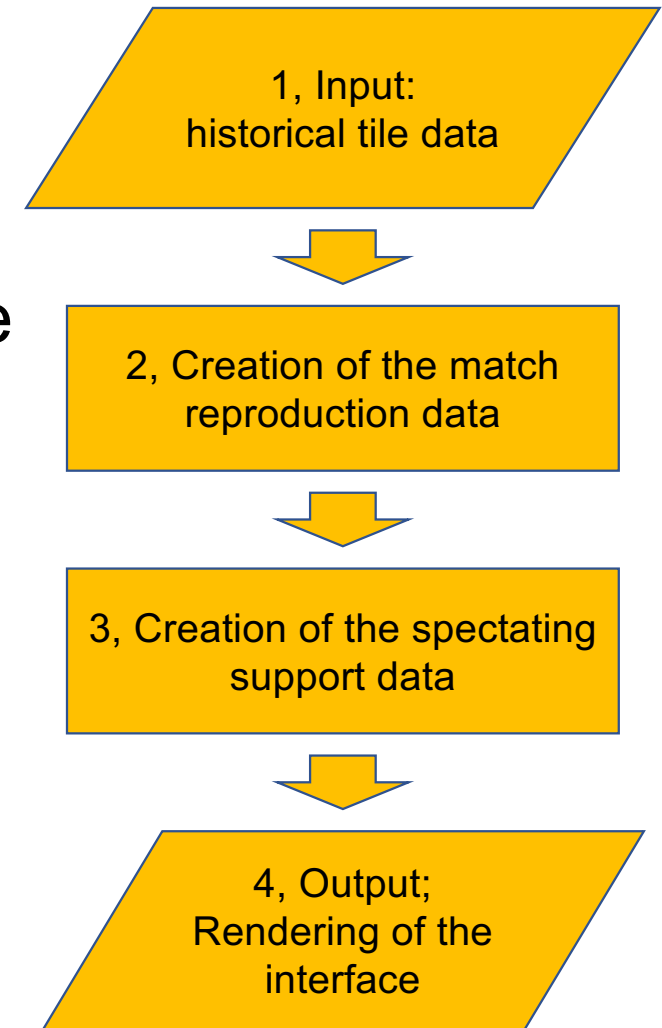 1, Input:
historical tile data
e
2, Creation of the match
reproduction data
3, Creation of the spectating
support data
4, Output;
Rendering of the
interface